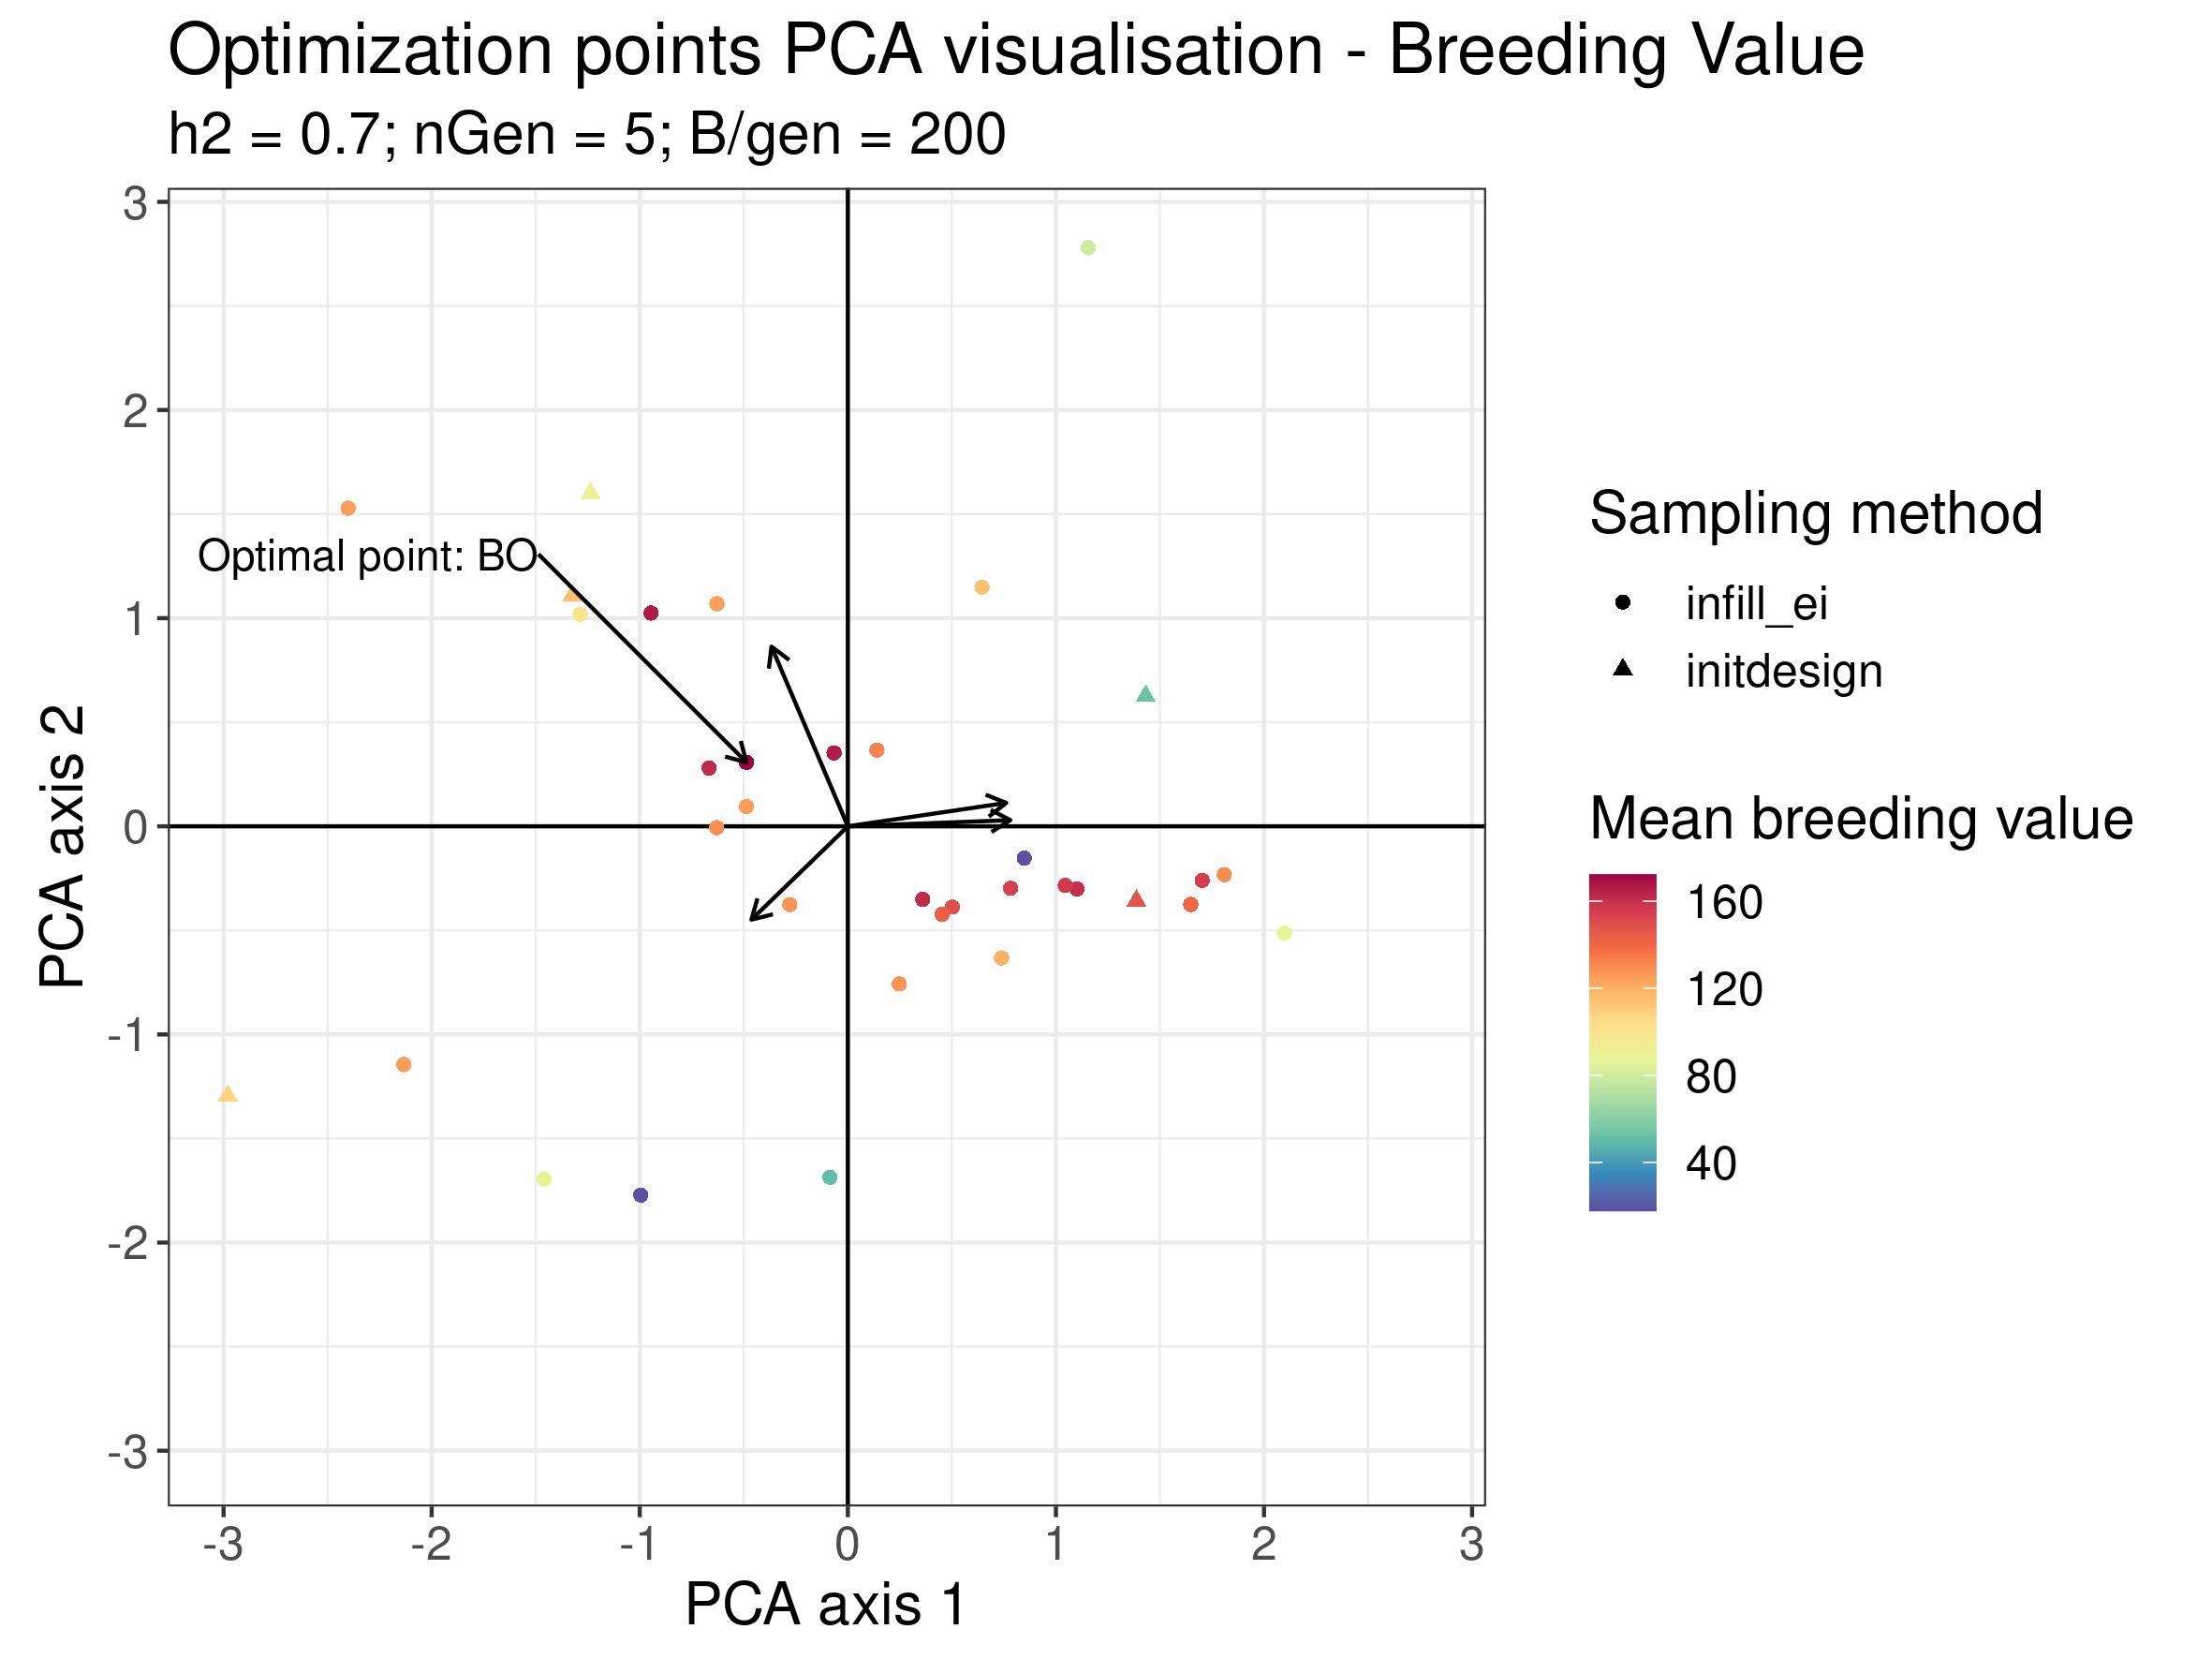 Optimization points PCA visualisation - Breeding Value
h2 = 0.7; nGen = 5; B/gen = 200
3
2
1
0
-1
-2
-3
PCA axis 2
Optimal point: BO
-3
-2
-1
0
1
2
3
PCA axis 1
Sampling method
infill_ei
initdesign
Mean breeding value
160
120
80
40